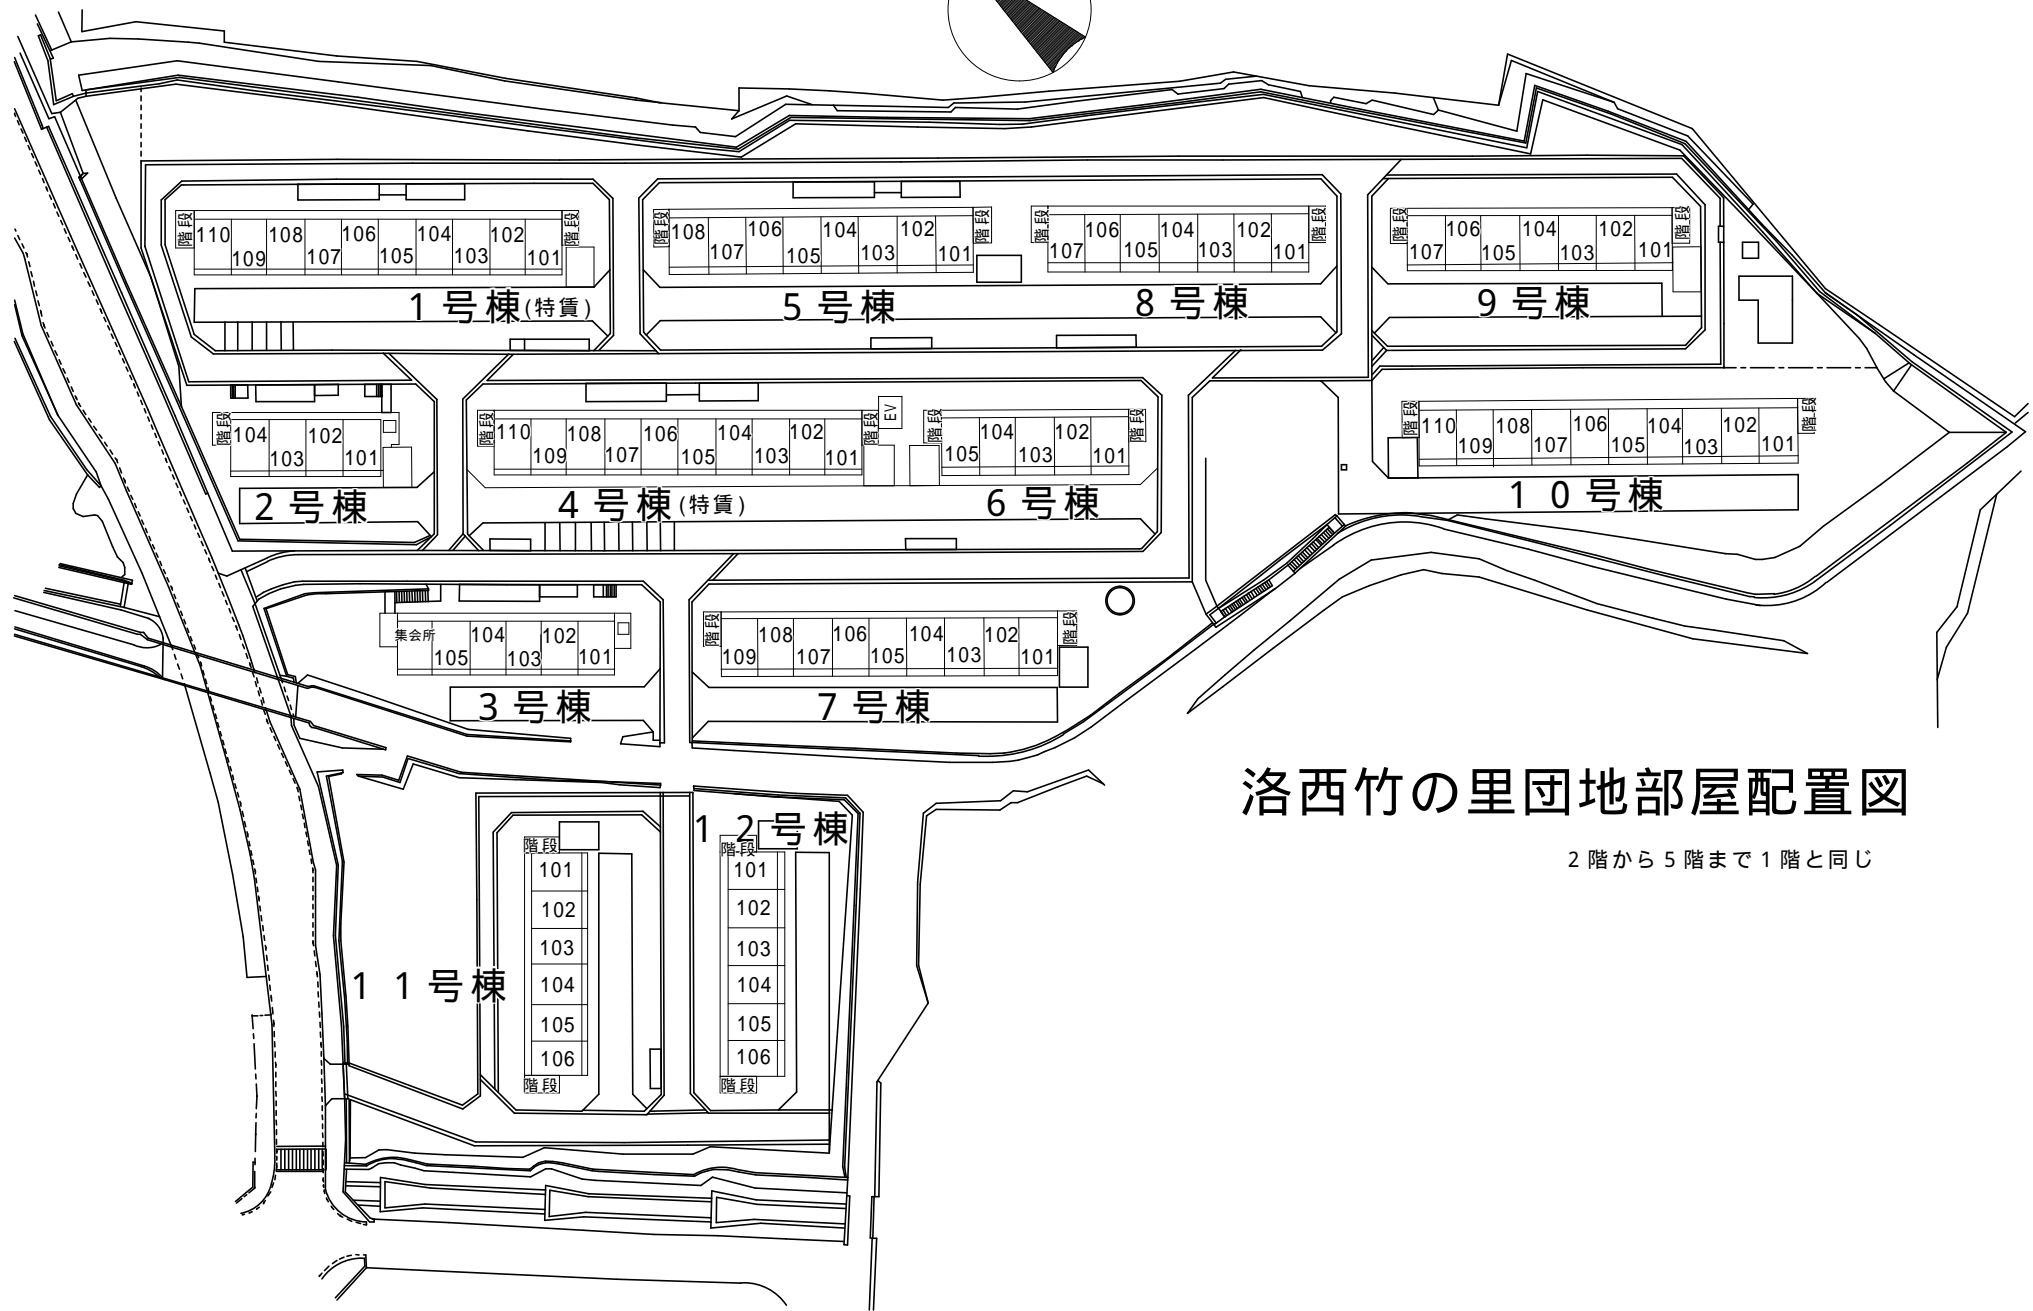 階段 110 109 108 107 106 105 104 103 102 101 階段
1号棟(特賃)
階段 108 107 106 105 104 103 102 101 階段
5号棟
階段 107 106 105 104 103 102 101 階段
8号棟
階段 107 106 105 104 103 102 101 階段
9号棟
階段 104 103 102 101
2号棟
階段 110 109 108 107 106 105 104 103 102 101 階段 EV
4号棟(特賃)
階段 105 104 103 102 101 階段
6号棟
階段 110 109 108 107 106 105 104 103 102 101 階段
10号棟
集会所 105 104 103 102 101
3号棟
階段 109 108 107 106 105 104 103 102 101 階段
7号棟
洛西竹の里団地部屋配置図
2階から5階まで1階と同じ
11号棟
階段
101
102
103
104
105
106
階段
12号棟
階段
101
102
103
104
105
106
階段